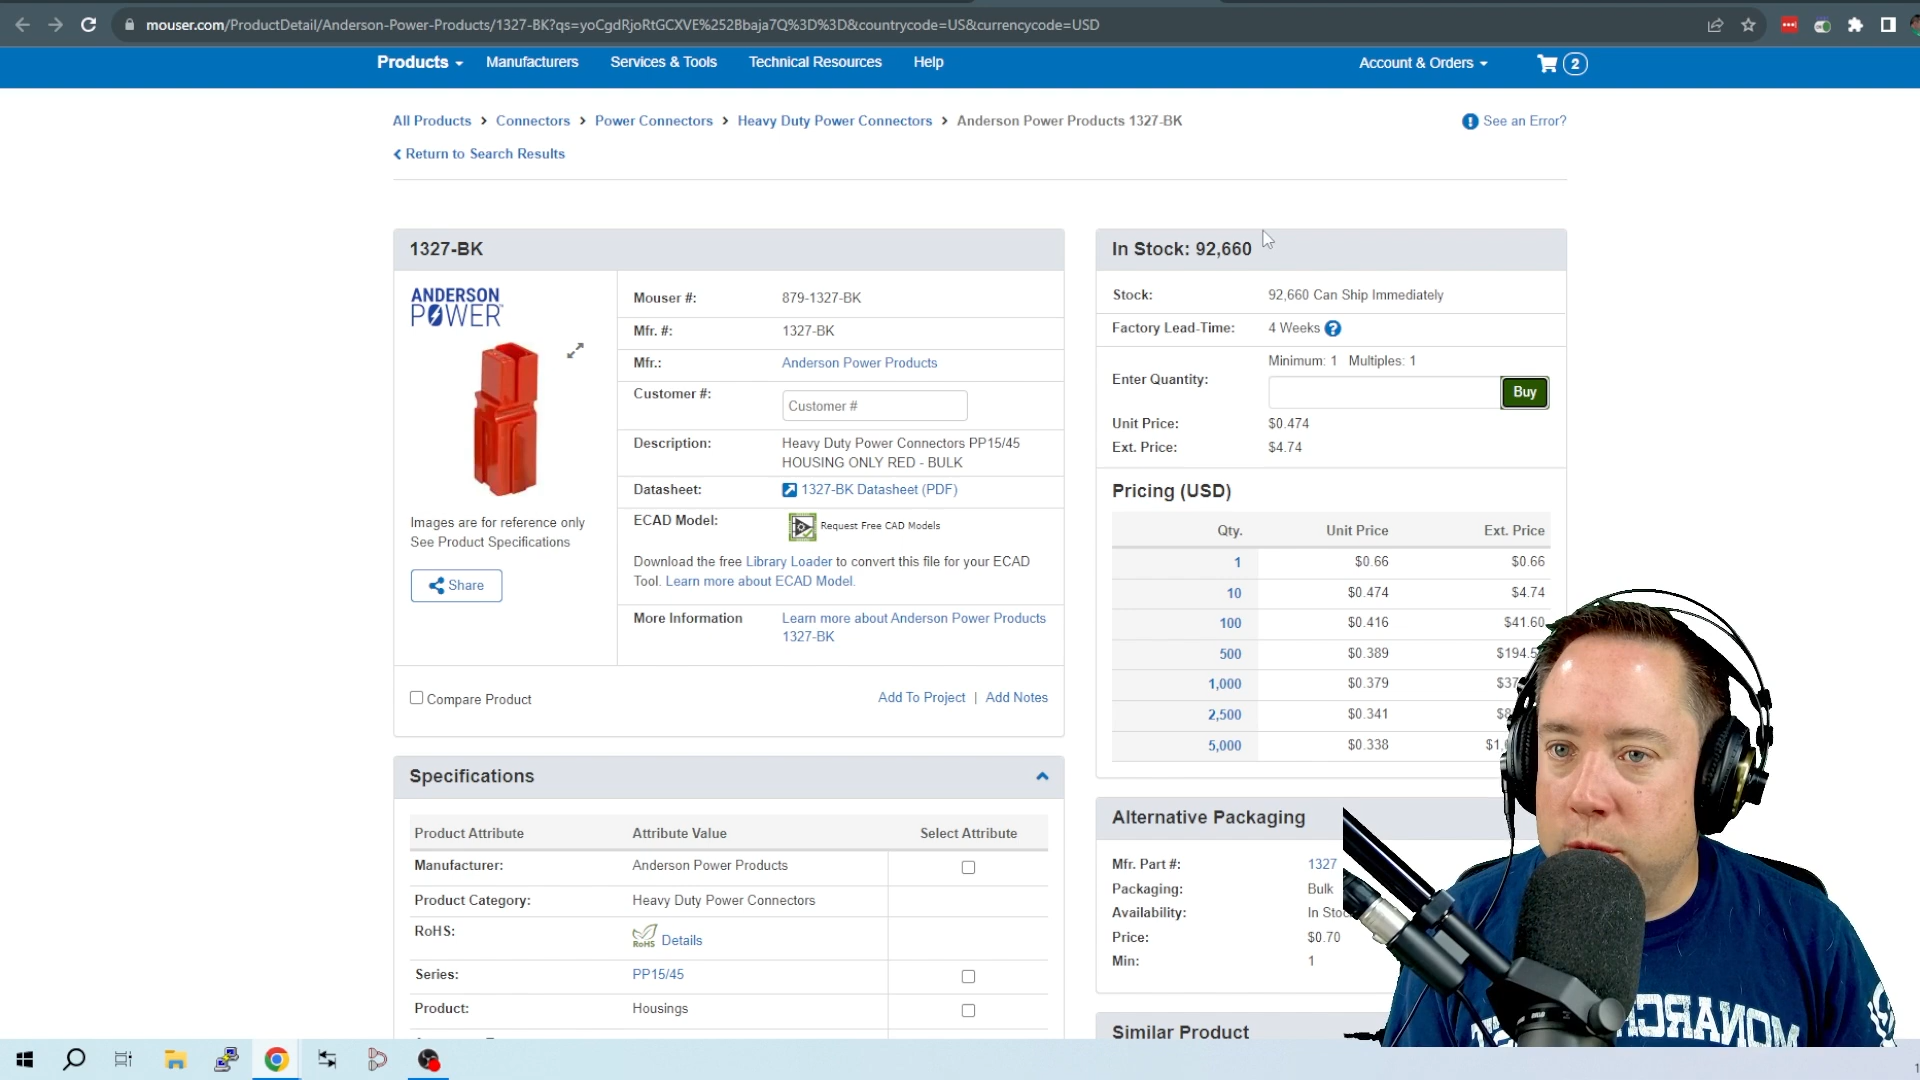 mouser.com/ProductDetail/Anderson-Power-Products/1327-BK?qs=yoCgdRjoRtGCXVE%252Bbaja7Q%3D%3D&countrycode=US&currencycode=USD
Products Manufacturers Services & Tools Technical Resources Help Account & Orders 2
All Products > Connectors > Power Connectors > Heavy Duty Power Connectors > Anderson Power Products 1327-BK See an Error?
Return to Search Results
1327-BK
ANDERSON
POWER
Images are for reference only
See Product Specifications
Share
Mouser #: 879-1327-BK
Mfr. #: 1327-BK
Mfr.: Anderson Power Products
Customer #: Customer #
Description: Heavy Duty Power Connectors PP15/45
HOUSING ONLY RED - BULK
Datasheet: 1327-BK Datasheet (PDF)
ECAD Model: Request Free CAD Models
Download the free Library Loader to convert this file for your ECAD
Tool. Learn more about ECAD Model.
More Information Learn more about Anderson Power Products
1327-BK
Compare Product Add To Project | Add Notes
In Stock: 92,660
Stock: 92,660 Can Ship Immediately
Factory Lead-Time: 4 Weeks ?
Minimum: 1 Multiples: 1
Enter Quantity: Buy
Unit Price: $0.474
Ext. Price: $4.74
Pricing (USD)
Qty. Unit Price Ext. Price
1 $0.66 $0.66
10 $0.474 $4.74
100 $0.416 $41.60
500 $0.389
1,000 $0.379
2,500 $0.341
5,000 $0.338
Specifications
Product Attribute Attribute Value Select Attribute
Manufacturer: Anderson Power Products
Product Category: Heavy Duty Power Connectors
RoHS: RoHS Details
Series: PP15/45
Product: Housings
Alternative Packaging
Mfr. Part #: 1327
Packaging: Bulk
Availability: In
Price: $0.70
Min: 1
Similar Product
MONARCH